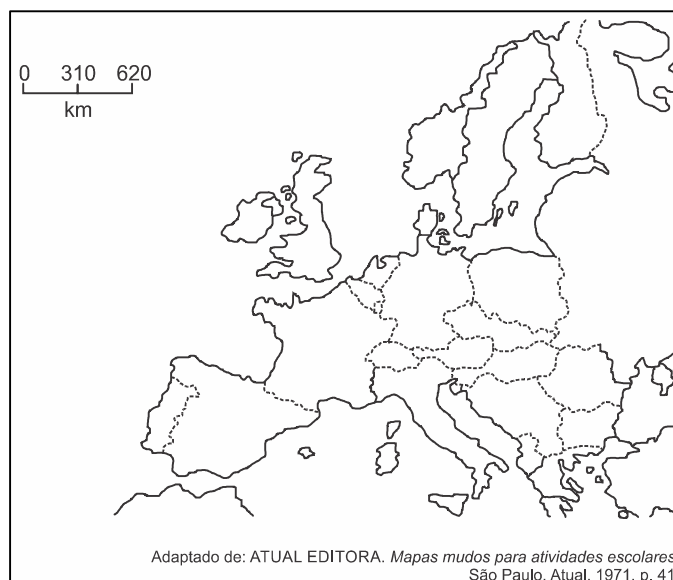 0 310 620
km
Adaptado de: ATUAL EDITORA. Mapas mudos para atividades escolares
São Paulo, Atual, 1971, p. 41